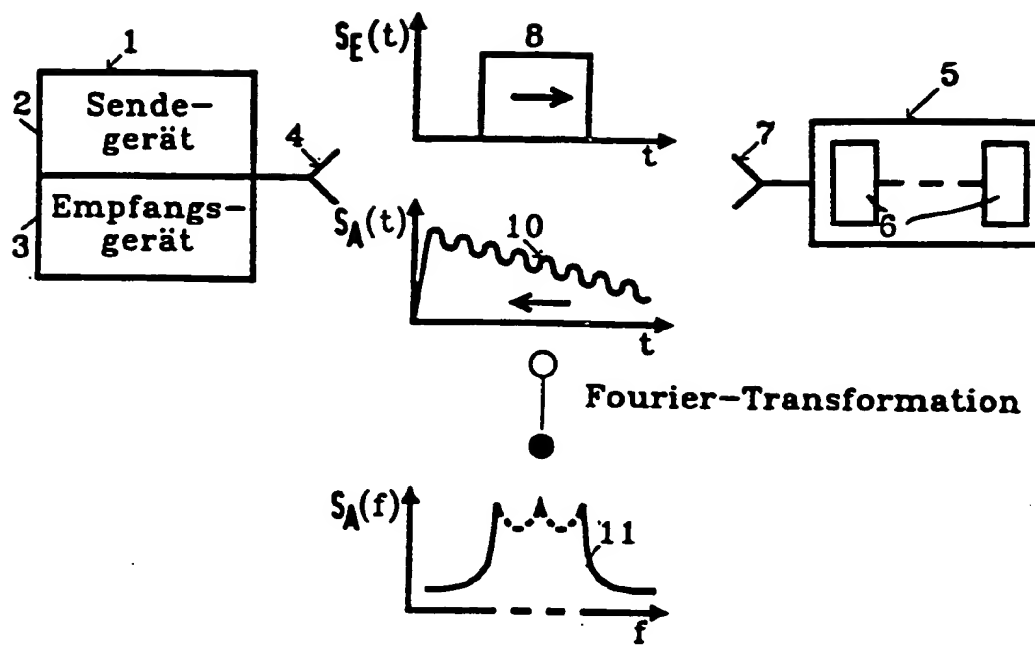 1
2
Sende-
gerät
3
Empfangs-
gerät
4
S_E(t)
8
t
S_A(t)
10
t
7
5
6
Fourier-Transformation
S_A(f)
11
f